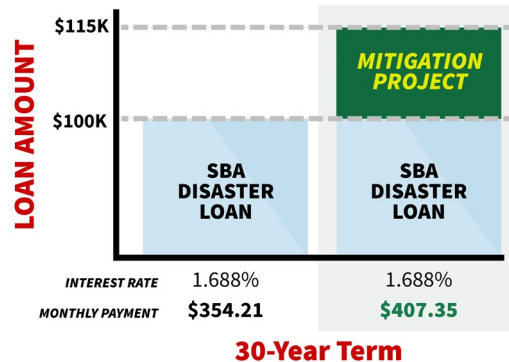 LOAN AMOUNT
$115K
$100K
MITIGATION
PROJECT
SBA
DISASTER
LOAN
SBA
DISASTER
LOAN
INTEREST RATE 1.688% 1.688%
MONTHLY PAYMENT $354.21 $407.35
30-Year Term